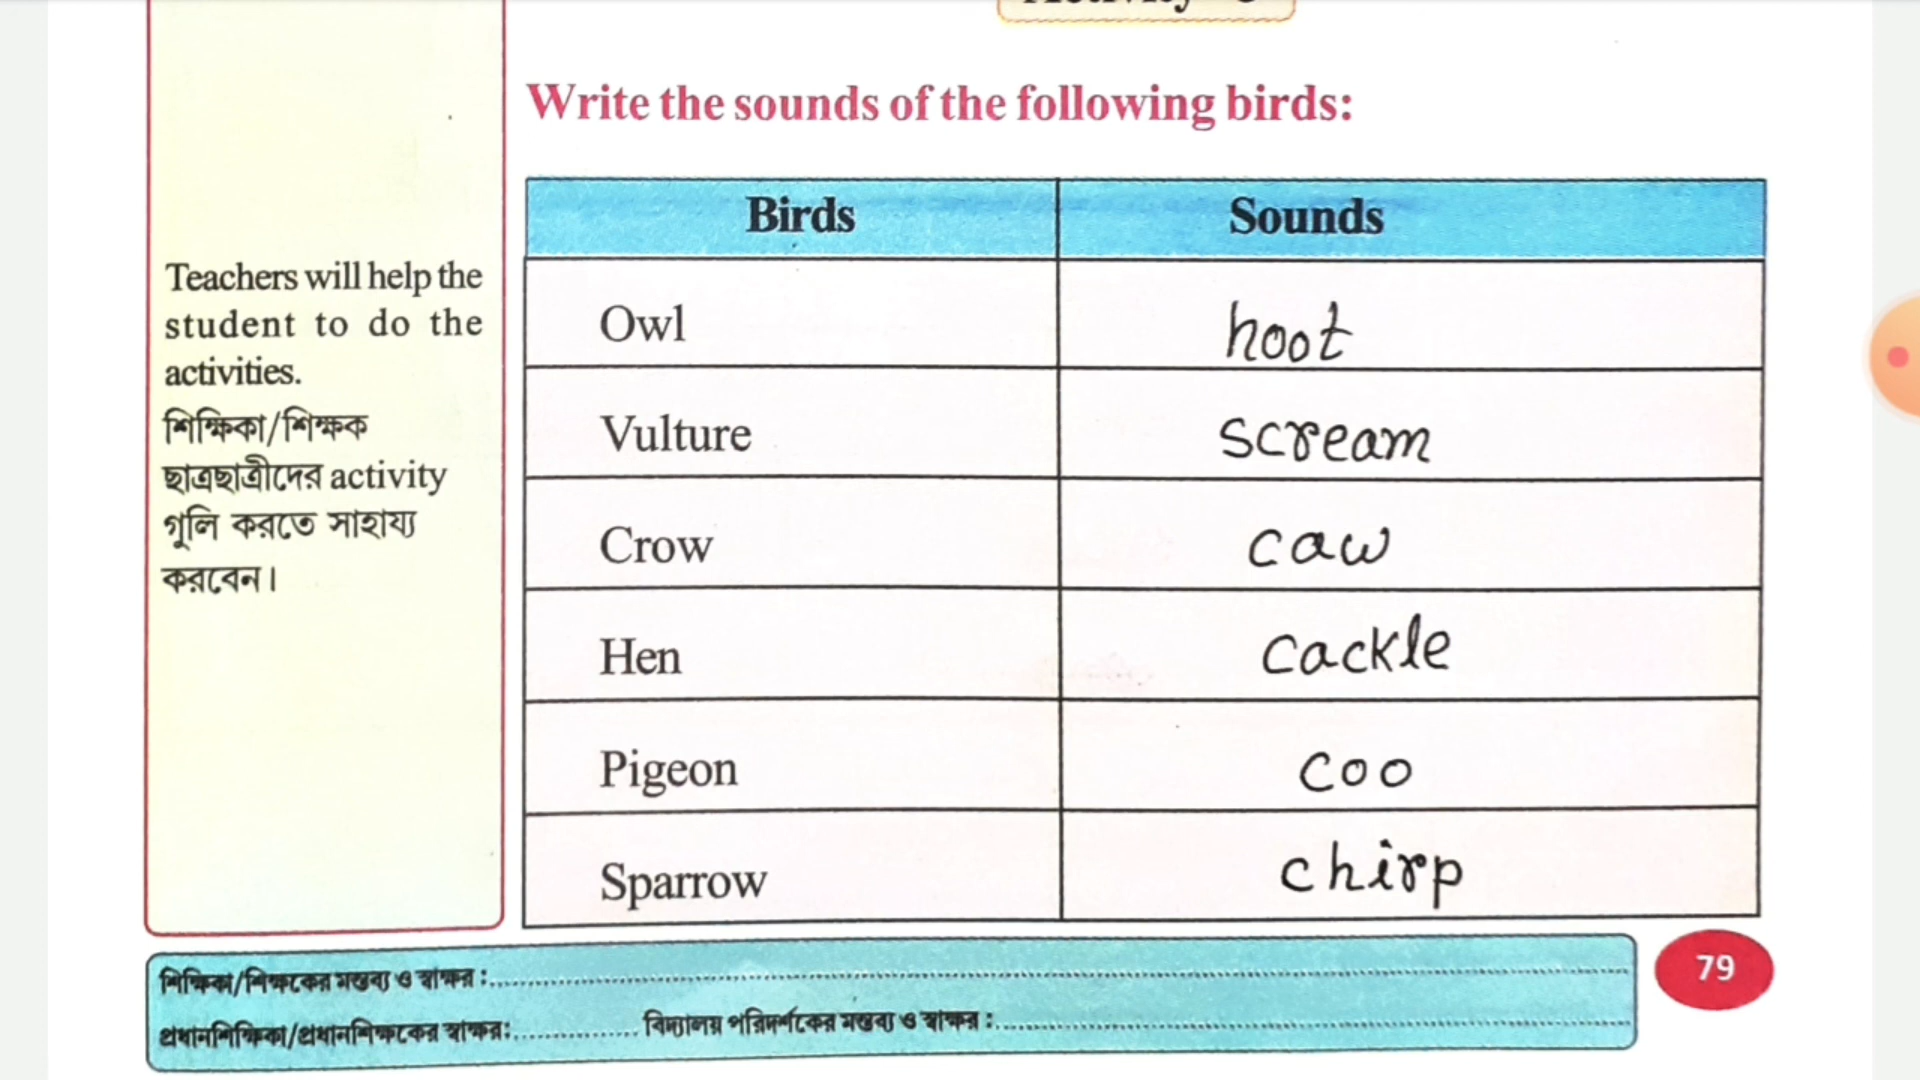 Write the sounds of the following birds:
Birds Sounds
Teachers will help the
student to do the
activities.
শিক্ষিকা/শিক্ষক
ছাত্রছাত্রীদের activity
গুলি করতে সাহায্য
করবেন।
Owl hoot
Vulture scream
Crow caw
Hen cackle
Pigeon coo
Sparrow chirp
শিক্ষিকা/শিক্ষকের মন্তব্য ও স্বাক্ষর :
প্রধানশিক্ষিকা/প্রধানশিক্ষকের স্বাক্ষর: বিদ্যালয় পরিদর্শকের মন্তব্য ও স্বাক্ষর :
79